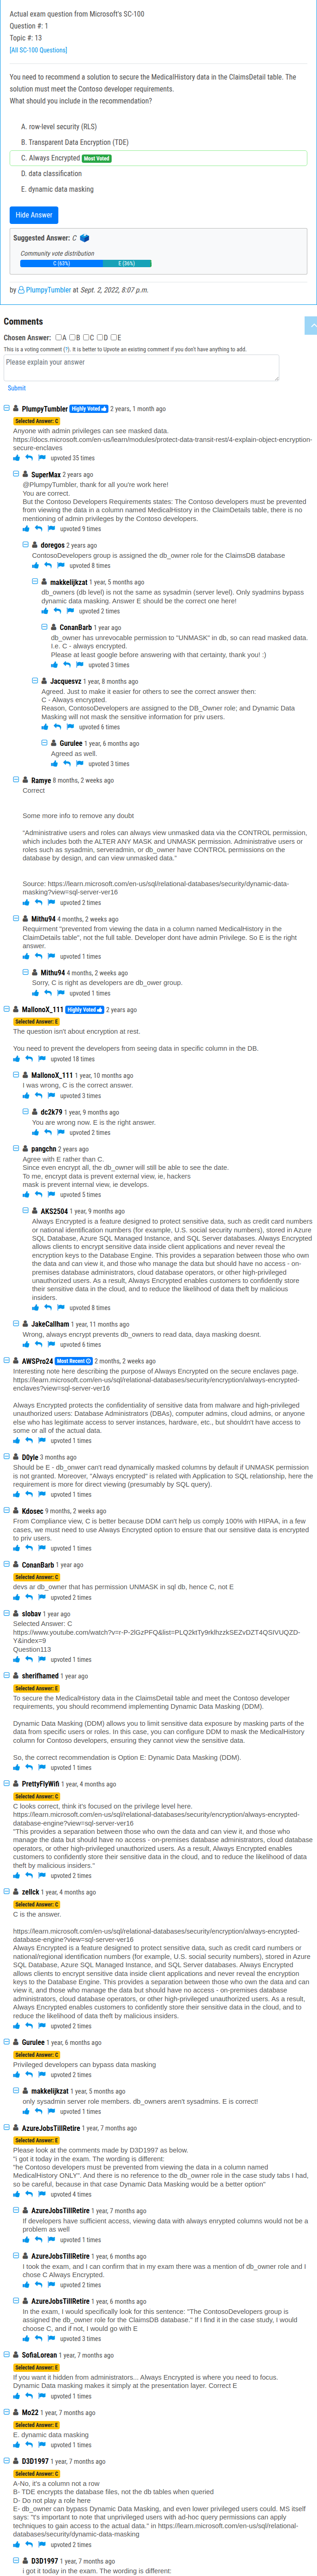 Actual exam question from Microsoft's SC-100
Question #: 1
Topic #: 13
[All SC-100 Questions]
You need to recommend a solution to secure the MedicalHistory data in the ClaimsDetail table. The
solution must meet the Contoso developer requirements.
What should you include in the recommendation?
A. row-level security (RLS)
B. Transparent Data Encryption (TDE)
C. Always Encrypted Most Voted
D. data classification
E. dynamic data masking
Hide Answer
Suggested Answer: C
Community vote distribution
C (63%) E (36%)
by PlumpyTumbler at Sept. 2, 2022, 8:07 p.m.
Comments
Chosen Answer: A B C D E
This is a voting comment (?). It is better to Upvote an existing comment if you don't have anything to add.
Please explain your answer
Submit
PlumpyTumbler Highly Voted 2 years, 1 month ago
Selected Answer: C
Anyone with admin privileges can see masked data.
https://docs.microsoft.com/en-us/learn/modules/protect-data-transit-rest/4-explain-object-encryption-
secure-enclaves
upvoted 35 times
SuperMax 2 years ago
@PlumpyTumbler, thank for all you're work here!
You are correct.
But the Contoso Developers Requirements states: The Contoso developers must be prevented
from viewing the data in a column named MedicalHistory in the ClaimDetails table, there is no
mentioning of admin privileges by the Contoso developers.
upvoted 9 times
doregos 2 years ago
ContosoDevelopers group is assigned the db_owner role for the ClaimsDB database
upvoted 8 times
makkelijkzat 1 year, 5 months ago
db_owners (db level) is not the same as sysadmin (server level). Only sysadmins bypass
dynamic data masking. Answer E should be the correct one here!
upvoted 2 times
ConanBarb 1 year ago
db_owner has unrevocable permission to "UNMASK" in db, so can read masked data.
I.e. C - always encrypted.
Please at least google before answering with that certainty, thank you! :)
upvoted 3 times
Jacquesvz 1 year, 8 months ago
Agreed. Just to make it easier for others to see the correct answer then:
C - Always Encrypted.
Reason, ContosoDevelopers are assigned to the DB_Owner role; and Dynamic Data
Masking will not mask the sensitive information for priv users.
upvoted 6 times
Gurulee 1 year, 6 months ago
Agreed as well.
upvoted 3 times
Ramye 8 months, 2 weeks ago
Correct
Some more info to remove any doubt
"Administrative users and roles can always view unmasked data via the CONTROL permission,
which includes both the ALTER ANY MASK and UNMASK permission. Administrative users or
roles such as sysadmin, serveradmin, or db_owner have CONTROL permissions on the
database by design, and can view unmasked data."
Source: https://learn.microsoft.com/en-us/sql/relational-databases/security/dynamic-data-
masking?view=sql-server-ver16
upvoted 2 times
Mithu94 4 months, 2 weeks ago
Requirment "prevented from viewing the data in a column named MedicalHistory in the
ClaimDetails table", not the full table. Developer dont have admin Privilege. So E is the right
answer.
upvoted 1 times
Mithu94 4 months, 2 weeks ago
Sorry, C is right as developers are db_ower group.
upvoted 1 times
MallonoX_111 Highly Voted 2 years ago
Selected Answer: E
The question isn't about encryption at rest.
You need to prevent the developers from seeing data in specific column in the DB.
upvoted 18 times
MallonoX_111 1 year, 10 months ago
I was wrong, C is the correct answer.
upvoted 3 times
dc2k79 1 year, 9 months ago
You are wrong now. E is the right answer.
upvoted 2 times
pangchn 2 years ago
Agree with E rather than C.
Since even encrypt all, the db_owner will still be able to see the date.
To me, encrypt data is prevent external view, ie, hackers
mask is prevent internal view, ie develops.
upvoted 5 times
AKS2504 1 year, 9 months ago
Always Encrypted is a feature designed to protect sensitive data, such as credit card numbers
or national identification numbers (for example, U.S. social security numbers), stored in Azure
SQL Database, Azure SQL Managed Instance, and SQL Server databases. Always Encrypted
allows clients to encrypt sensitive data inside client applications and never reveal the
encryption keys to the Database Engine. This provides a separation between those who own
the data and can view it, and those who manage the data but should have no access - on-
premises database administrators, cloud database operators, or other high-privileged
unauthorized users. As a result, Always Encrypted enables customers to confidently store
their sensitive data in the cloud, and to reduce the likelihood of data theft by malicious
insiders.
upvoted 8 times
JakeCallham 1 year, 11 months ago
Wrong, always encrypt prevents db_owners to read data, daya masking doesnt.
upvoted 6 times
AWSPro24 Most Recent 2 months, 2 weeks ago
Interesting note here describing the purpose of Always Encrypted on the secure enclaves page.
https://learn.microsoft.com/en-us/sql/relational-databases/security/encryption/always-encrypted-
enclaves?view=sql-server-ver16
Always Encrypted protects the confidentiality of sensitive data from malware and high-privileged
unauthorized users: Database Administrators (DBAs), computer admins, cloud admins, or anyone
else who has legitimate access to server instances, hardware, etc., but shouldn't have access to
some or all of the actual data.
upvoted 1 times
D0yle 3 months ago
Should be E - db_onwer can't read dynamically masked columns by default if UNMASK permission
is not granted. Moreover, "Always encrypted" is related with Application to SQL relationship, here the
requirement is more for direct viewing (presumably by SQL query).
upvoted 1 times
Kdosec 9 months, 2 weeks ago
From Compliance view, C is better because DDM can't help us comply 100% with HIPAA, in a few
cases, we must need to use Always Encrypted option to ensure that our sensitive data is encrypted
to priv users.
upvoted 1 times
ConanBarb 1 year ago
Selected Answer: C
devs ar db_owner that has permission UNMASK in sql db, hence C, not E
upvoted 2 times
slobav 1 year ago
Selected Answer: C
https://www.youtube.com/watch?v=r-P-2lGzPFQ&list=PLQ2ktTy9rklhzzkSEZvDZT4QSIVUQZD-
Y&index=9
Question113
upvoted 1 times
sherifhamed 1 year ago
Selected Answer: E
To secure the MedicalHistory data in the ClaimsDetail table and meet the Contoso developer
requirements, you should recommend implementing Dynamic Data Masking (DDM).
Dynamic Data Masking (DDM) allows you to limit sensitive data exposure by masking parts of the
data from specific users or roles. In this case, you can configure DDM to mask the MedicalHistory
column for Contoso developers, ensuring they cannot view the sensitive data.
So, the correct recommendation is Option E: Dynamic Data Masking (DDM).
upvoted 1 times
PrettyFlyWifi 1 year, 4 months ago
Selected Answer: C
C looks correct, think it's focused on the privilege level here.
https://learn.microsoft.com/en-us/sql/relational-databases/security/encryption/always-encrypted-
database-engine?view=sql-server-ver16
"This provides a separation between those who own the data and can view it, and those who
manage the data but should have no access - on-premises database administrators, cloud database
operators, or other high-privileged unauthorized users. As a result, Always Encrypted enables
customers to confidently store their sensitive data in the cloud, and to reduce the likelihood of data
theft by malicious insiders."
upvoted 2 times
zellck 1 year, 4 months ago
Selected Answer: C
C is the answer.
https://learn.microsoft.com/en-us/sql/relational-databases/security/encryption/always-encrypted-
database-engine?view=sql-server-ver16
Always Encrypted is a feature designed to protect sensitive data, such as credit card numbers or
national/regional identification numbers (for example, U.S. social security numbers), stored in Azure
SQL Database, Azure SQL Managed Instance, and SQL Server databases. Always Encrypted
allows clients to encrypt sensitive data inside client applications and never reveal the encryption
keys to the Database Engine. This provides a separation between those who own the data and can
view it, and those who manage the data but should have no access - on-premises database
administrators, cloud database operators, or other high-privileged unauthorized users. As a result,
Always Encrypted enables customers to confidently store their sensitive data in the cloud, and to
reduce the likelihood of data theft by malicious insiders.
upvoted 2 times
Gurulee 1 year, 6 months ago
Selected Answer: C
Privileged developers can bypass data masking
upvoted 2 times
makkelijkzat 1 year, 5 months ago
only sysadmin server role members. db_owners aren't sysadmins. E is correct!
upvoted 1 times
AzureJobsTillRetire 1 year, 7 months ago
Selected Answer: E
Please look at the comments made by D3D1997 as below.
"i got it today in the exam. The wording is different:
"he Contoso developers must be prevented from viewing the data in a column named
MedicalHistory ONLY". And there is no reference to the db_owner role in the case study tabs I had,
so be careful, because in that case Dynamic Data Masking would be a better option"
upvoted 4 times
AzureJobsTillRetire 1 year, 7 months ago
If developers have sufficient access, viewing data with always enrypted columns would not be a
problem as well
upvoted 1 times
AzureJobsTillRetire 1 year, 6 months ago
I took the exam, and I can confirm that in my exam there was a mention of db_owner role and I
chose C Always Encrypted.
upvoted 2 times
AzureJobsTillRetire 1 year, 6 months ago
In the exam, I would specifically look for this sentence: "The ContosoDevelopers group is
assigned the db_owner role for the ClaimsDB database." If I find it in the case study, I would
choose C, and if not, I would go with E
upvoted 3 times
SofiaLorean 1 year, 7 months ago
Selected Answer: E
If you want it hidden from administrators... Always Encrypted is where you need to focus.
Dynamic Data masking makes it simply at the presentation layer. Correct E
upvoted 1 times
Mo22 1 year, 7 months ago
Selected Answer: E
E. dynamic data masking
upvoted 1 times
D3D1997 1 year, 7 months ago
Selected Answer: C
A-No, it's a column not a row
B- TDE encrypts the database files, not the db tables when queried
D- Do not play a role here
E- db_owner can bypass Dynamic Data Masking, and even lower privileged users could. MS itself
says: "t's important to note that unprivileged users with ad-hoc query permissions can apply
techniques to gain access to the actual data." in https://learn.microsoft.com/en-us/sql/relational-
databases/security/dynamic-data-masking
upvoted 2 times
D3D1997 1 year, 7 months ago
i got it today in the exam. The wording is different: